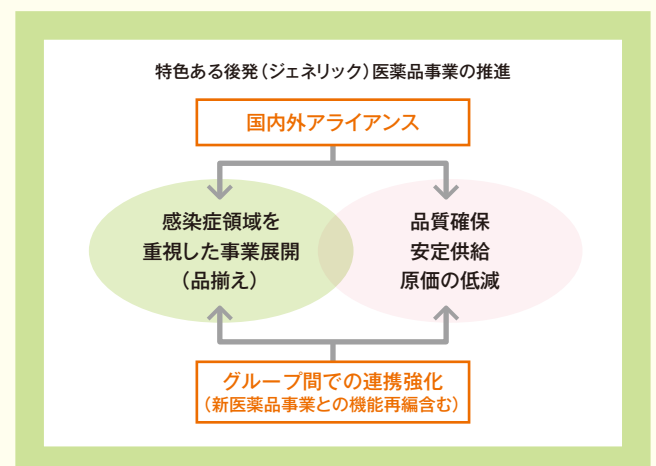 特色ある後発（ジェネリック）医薬品事業の推進
国内外アライアンス
感染症領域を
重視した事業展開
（品揃え）
品質確保
安定供給
原価の低減
グループ間での連携強化
（新医薬品事業との機能再編含む）